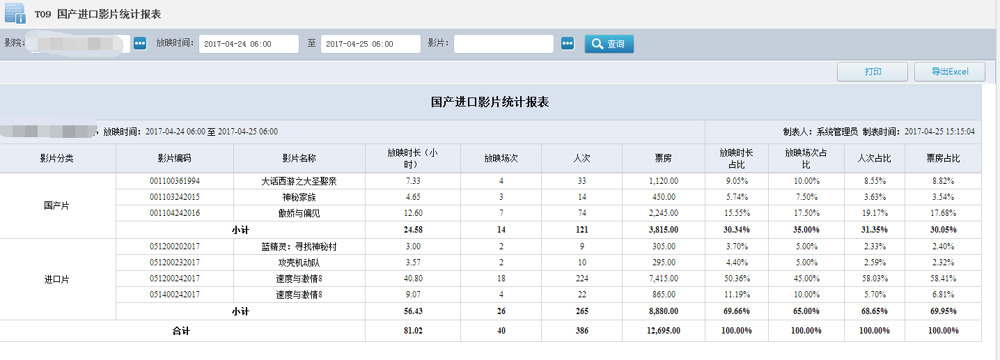 T09 国产进口影片统计报表
影院: 放映时间: 2017-04-24 06:00 至 2017-04-25 06:00 影片: 查询
打印 导出Excel
国产进口影片统计报表
，放映时间：2017-04-24 06:00 至 2017-04-25 06:00 制表人：系统管理员 制表时间：2017-04-25 15:15:04
影片分类 影片编码 影片名称 放映时长（小时） 放映场次 人次 票房 放映时长占比 放映场次占比 人次占比 票房占比
国产片
001100361994 大话西游之大圣娶亲 7.33 4 33 1,120.00 9.05% 10.00% 8.55% 8.82%
001103242015 神秘家族 4.65 3 14 450.00 5.74% 7.50% 3.63% 3.54%
001104242016 傲娇与偏见 12.60 7 74 2,245.00 15.55% 17.50% 19.17% 17.68%
小计 24.58 14 121 3,815.00 30.34% 35.00% 31.35% 30.05%
进口片
051200202017 蓝精灵：寻找神秘村 3.00 2 9 305.00 3.70% 5.00% 2.33% 2.40%
051200232017 攻壳机动队 3.57 2 10 295.00 4.40% 5.00% 2.59% 2.32%
051200242017 速度与激情8 40.80 18 224 7,415.00 50.36% 45.00% 58.03% 58.41%
051400242017 速度与激情8 9.07 4 22 865.00 11.19% 10.00% 5.70% 6.81%
小计 56.43 26 265 8,880.00 69.66% 65.00% 68.65% 69.95%
合计 81.02 40 386 12,695.00 100.00% 100.00% 100.00% 100.00%